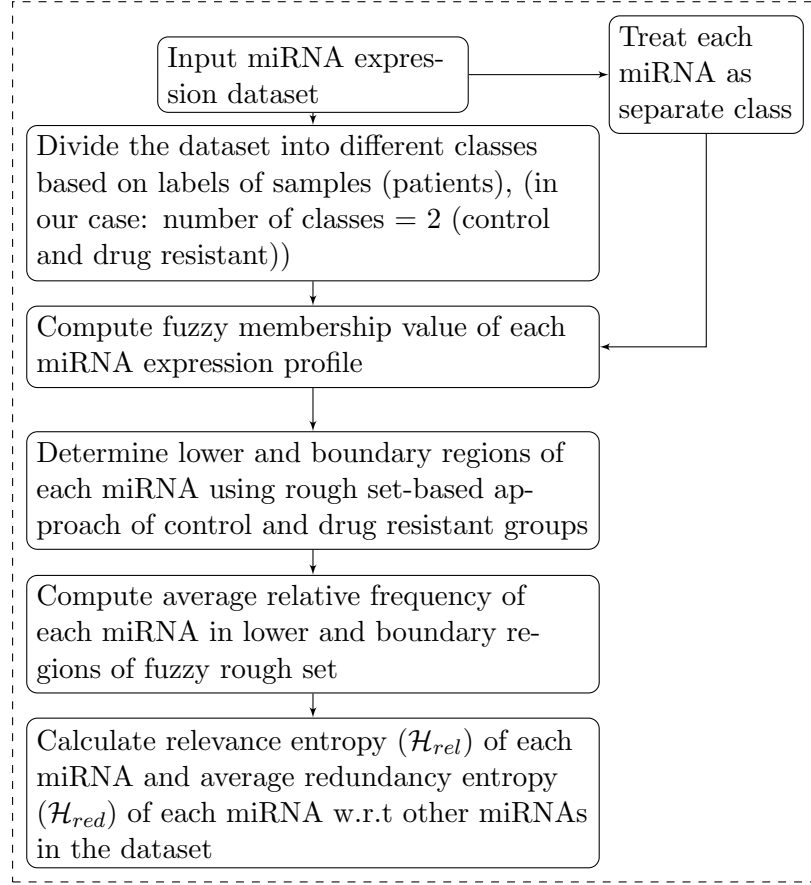 Input miRNA expres-
sion dataset
Treat each
miRNA as
separate class
Divide the dataset into different classes
based on labels of samples (patients), (in
our case: number of classes = 2 (control
and drug resistant))
Compute fuzzy membership value of each
miRNA expression profile
Determine lower and boundary regions of
each miRNA using rough set-based ap-
proach of control and drug resistant groups
Compute average relative frequency of
each miRNA in lower and boundary re-
gions of fuzzy rough set
Calculate relevance entropy (ℋ_rel) of each
miRNA and average redundancy entropy
(ℋ_red) of each miRNA w.r.t other miRNAs
in the dataset